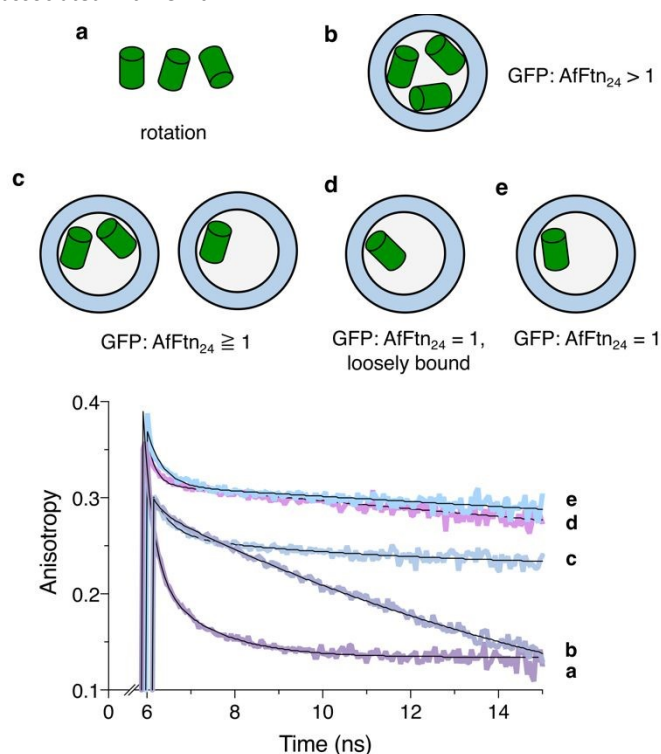 a
rotation
b
GFP: AfFtn₂₄ > 1
c
GFP: AfFtn₂₄ ≧ 1
d
GFP: AfFtn₂₄ = 1,
loosely bound
e
GFP: AfFtn₂₄ = 1
Anisotropy
0.4
0.3
0.2
0.1
0 6 8 10 12 14
Time (ns)
e
d
c
b
a